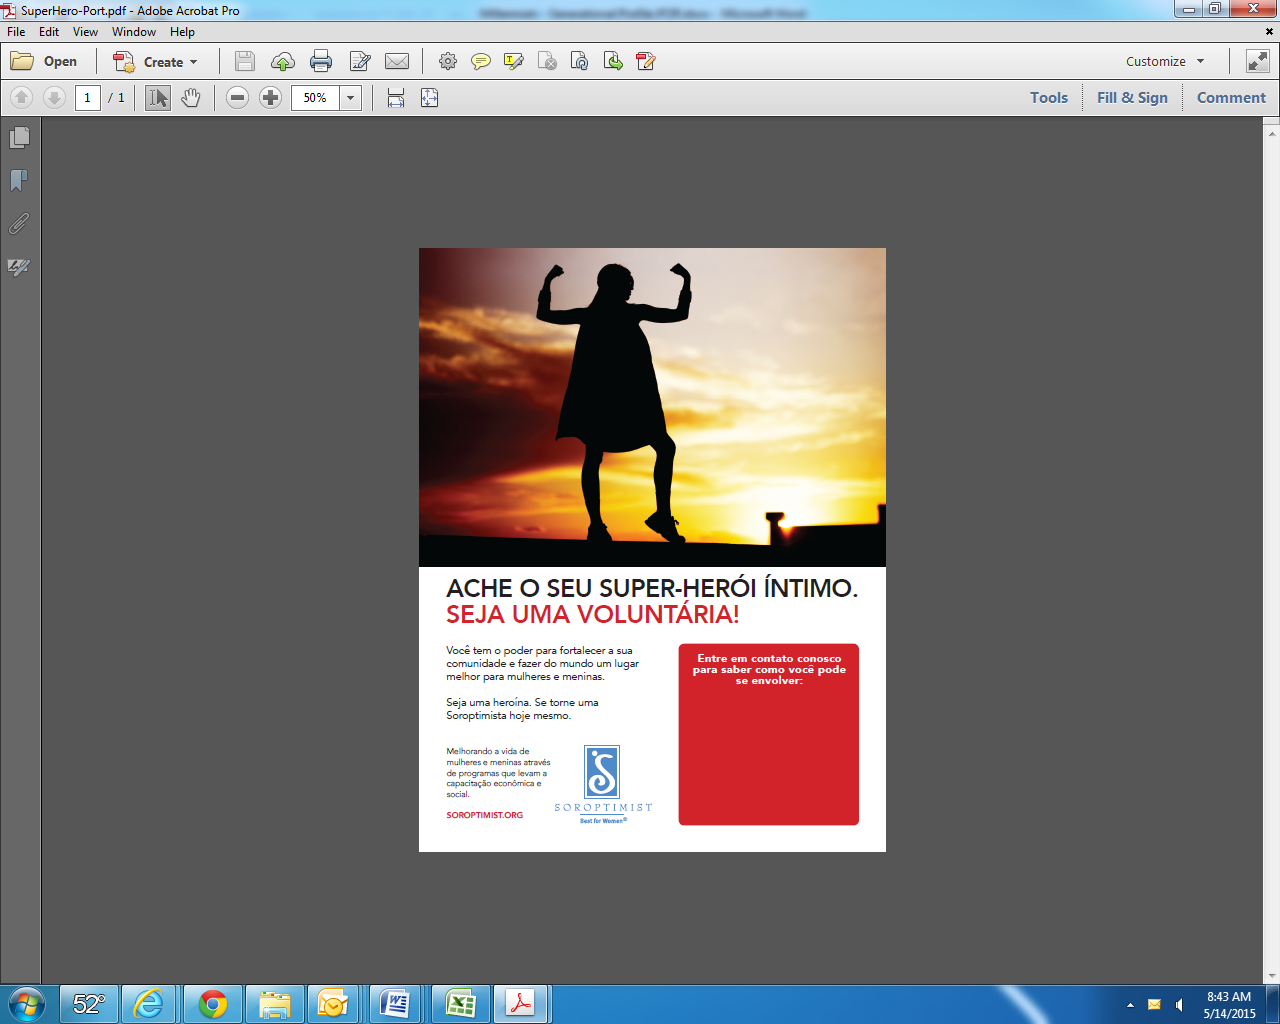 SuperHero-Port.pdf - Adobe Acrobat Pro
File Edit View Window Help
Open Create Customize
1 / 1 50% Tools Fill & Sign Comment
ACHE O SEU SUPER-HERÓI ÍNTIMO.
SEJA UMA VOLUNTÁRIA!
Você tem o poder para fortalecer a sua
comunidade e fazer do mundo um lugar
melhor para mulheres e meninas.
Seja uma heroína. Se torne uma
Soroptimista hoje mesmo.
Melhorando a vida de
mulheres e meninas através
de programas que levam a
capacitação econômica e
social.
SOROPTIMIST.ORG
SOROPTIMIST
Best for Women®
Entre em contato conosco
para saber como você pode
se envolver:
52°
8:43 AM
5/14/2015